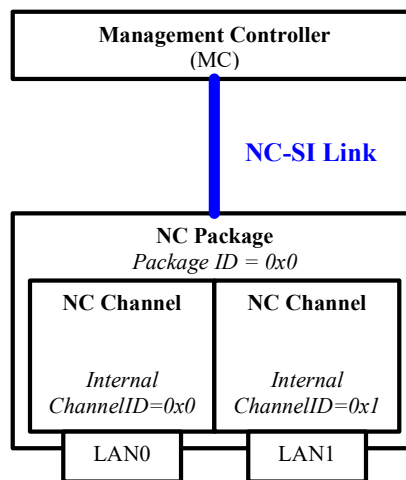 Management Controller
(MC)
NC-SI Link
NC Package
Package ID = 0x0
NC Channel
NC Channel
Internal
ChannelID=0x0
Internal
ChannelID=0x1
LAN0
LAN1